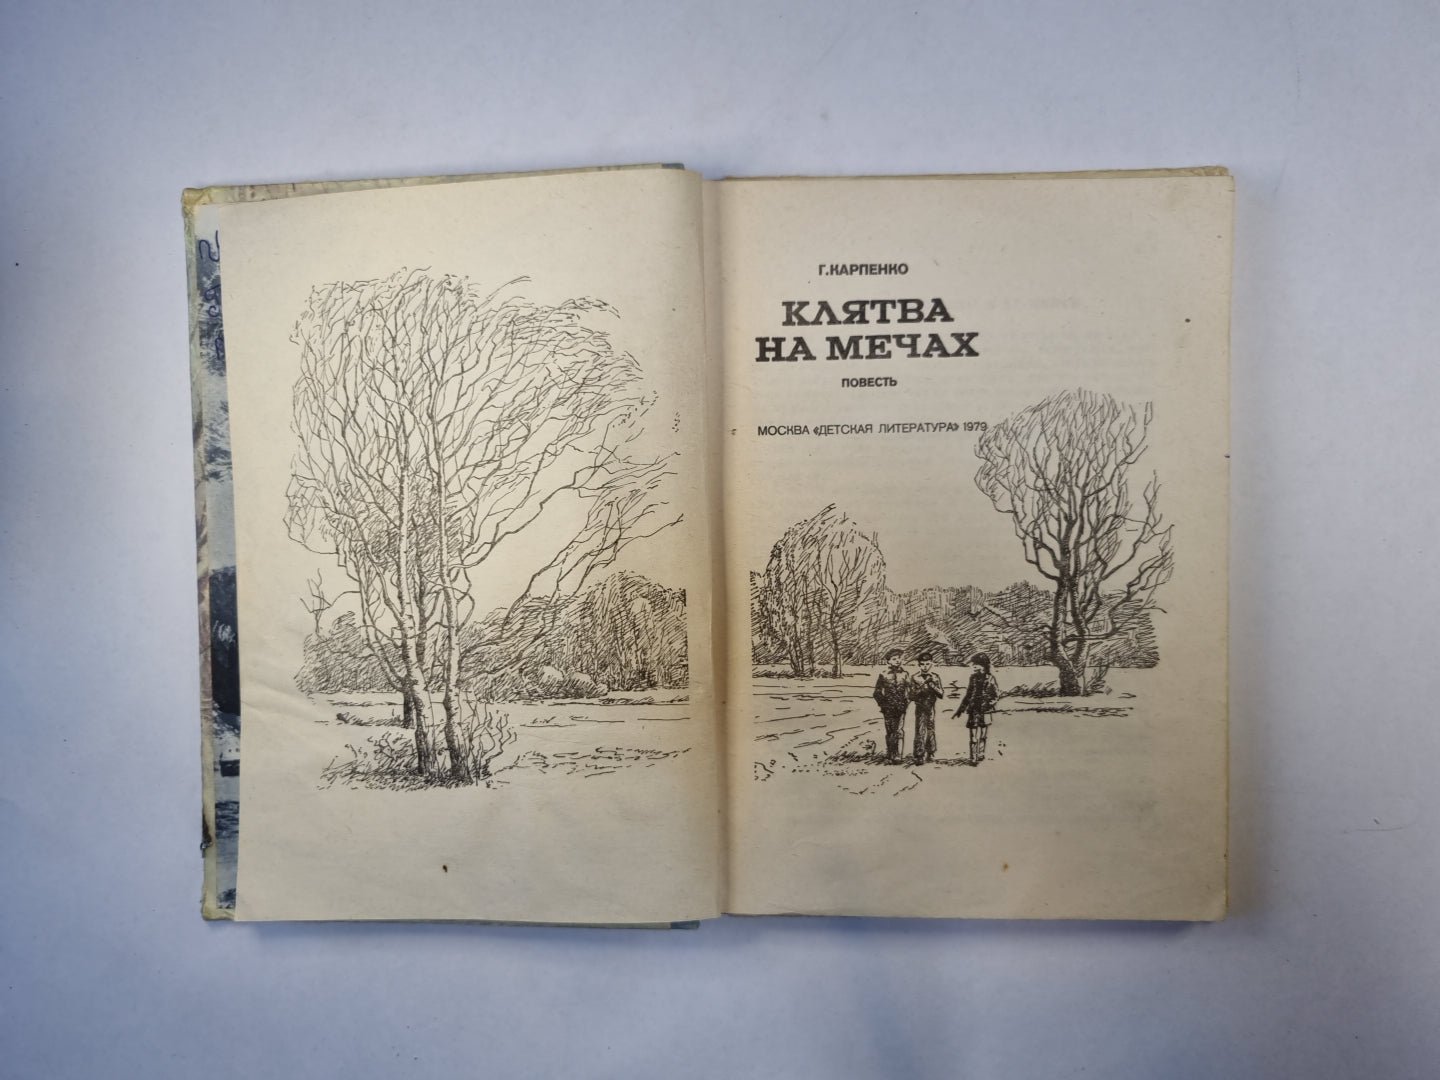 Г. КАРПЕНКО
КЛЯТВА
НА МЕЧАХ
ПОВЕСТЬ
МОСКВА «ДЕТСКАЯ ЛИТЕРАТУРА» 1979